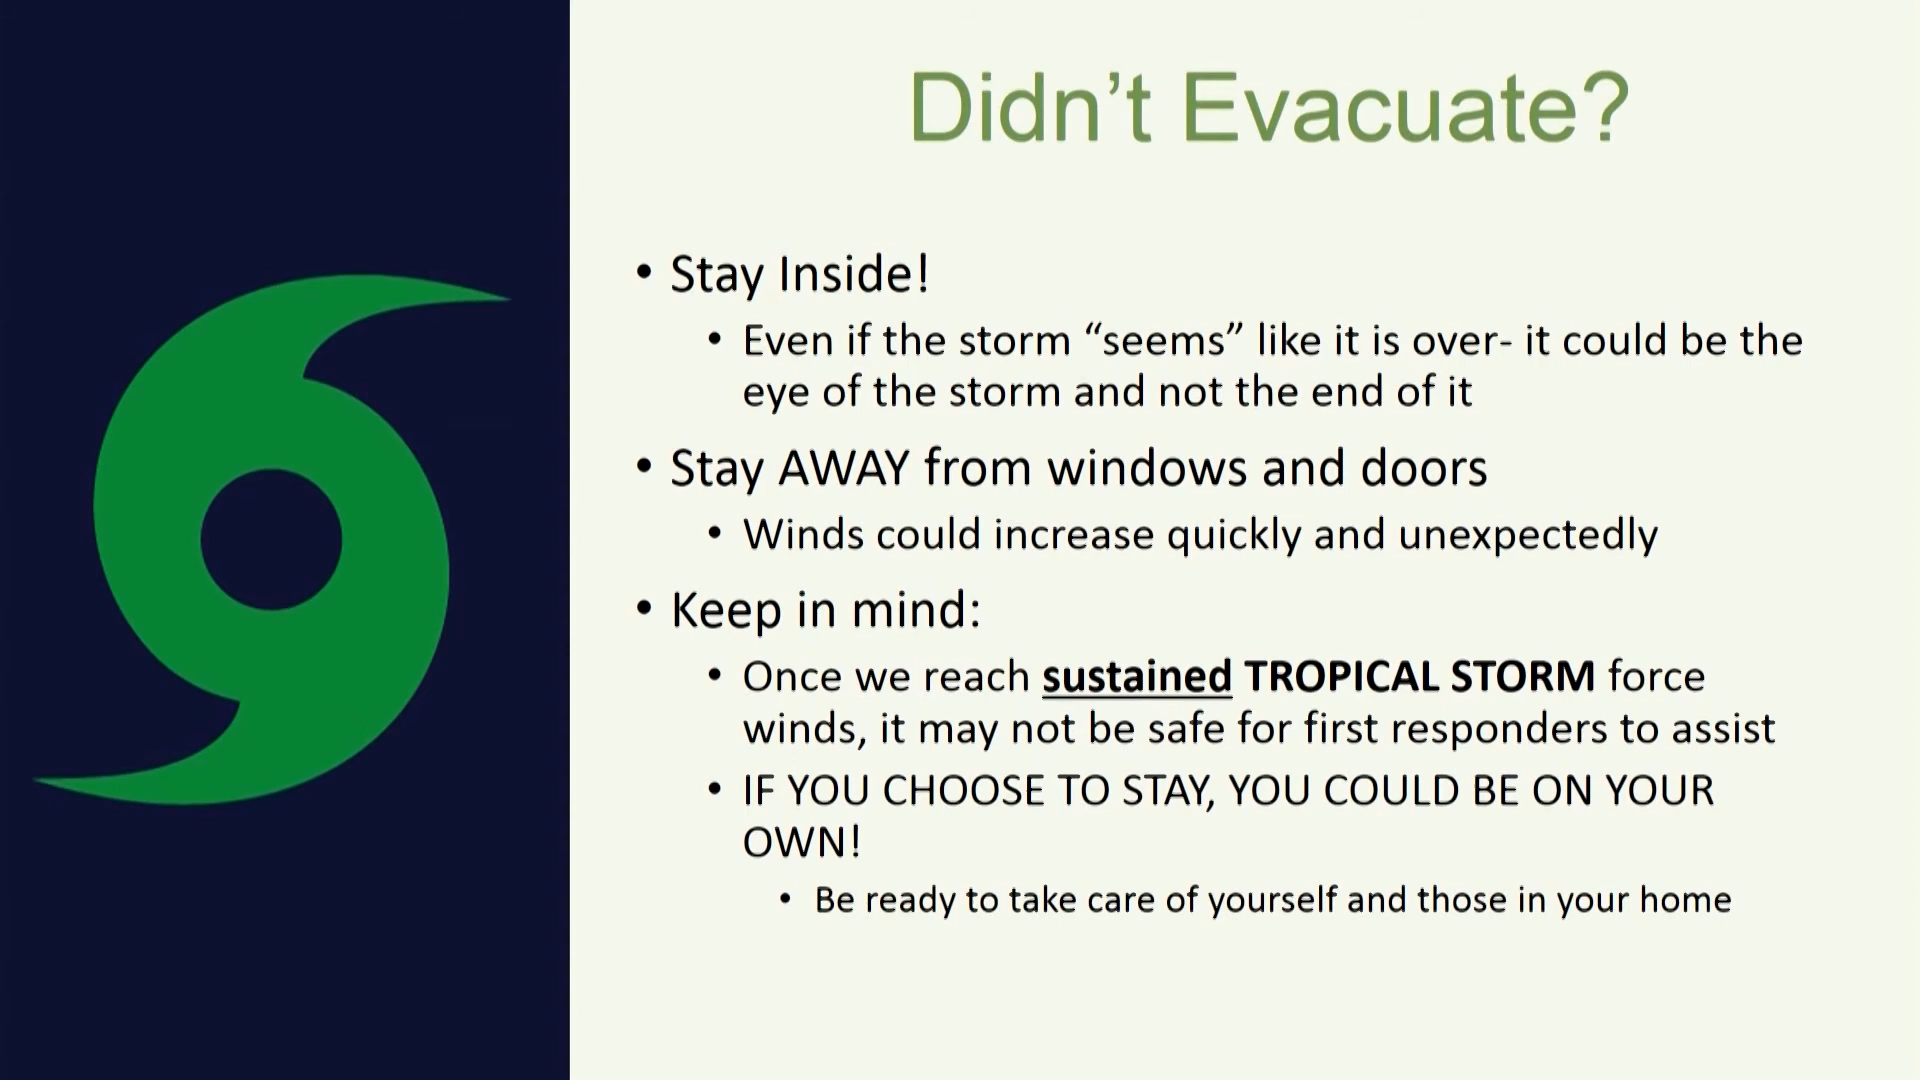 Didn’t Evacuate?
• Stay Inside!
• Even if the storm “seems” like it is over- it could be the
eye of the storm and not the end of it
• Stay AWAY from windows and doors
• Winds could increase quickly and unexpectedly
• Keep in mind:
• Once we reach sustained TROPICAL STORM force
winds, it may not be safe for first responders to assist
• IF YOU CHOOSE TO STAY, YOU COULD BE ON YOUR
OWN!
• Be ready to take care of yourself and those in your home